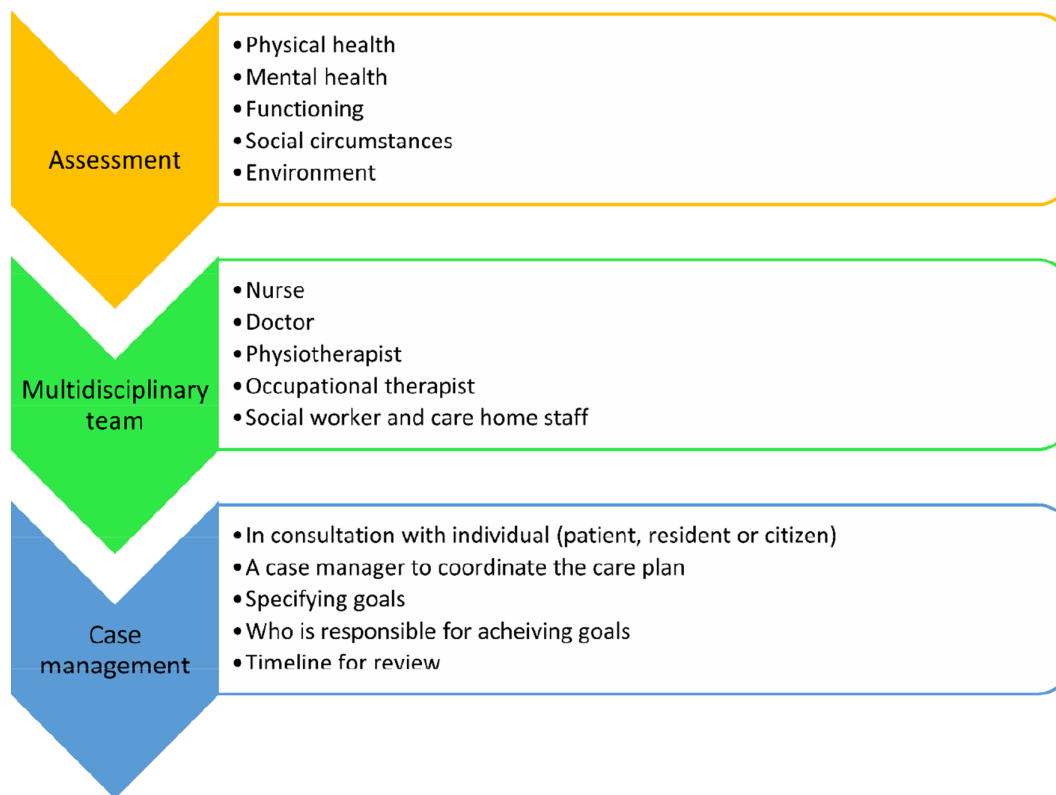 Assessment
•Physical health
•Mental health
•Functioning
•Social circumstances
•Environment
Multidisciplinary
team
•Nurse
•Doctor
•Physiotherapist
•Occupational therapist
•Social worker and care home staff
Case
management
•In consultation with individual (patient, resident or citizen)
•A case manager to coordinate the care plan
•Specifying goals
•Who is responsible for acheiving goals
•Timeline for review